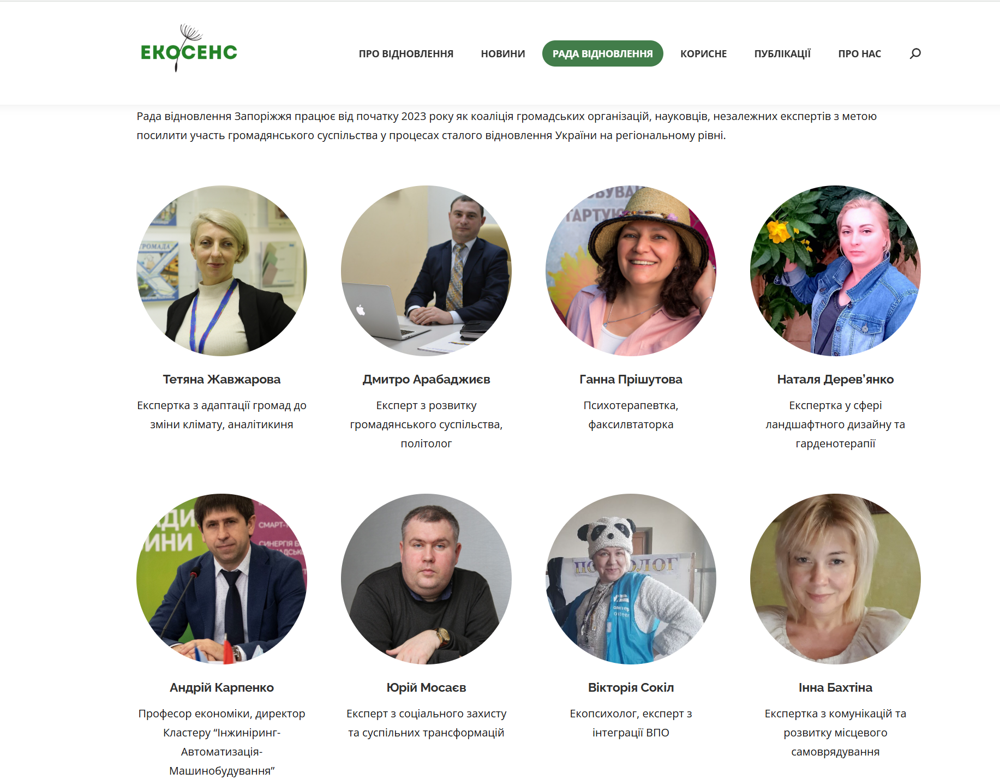 ЕКОСЕНС
ПРО ВІДНОВЛЕННЯ НОВИНИ РАДА ВІДНОВЛЕННЯ КОРИСНЕ ПУБЛІКАЦІЇ ПРО НАС
Рада відновлення Запоріжжя працює від початку 2023 року як коаліція громадських організацій, науковців, незалежних експертів з метою
посилити участь громадянського суспільства у процесах сталого відновлення України на регіональному рівні.
ГРОМАДА
Тетяна Жавжарова
Експертка з адаптації громад до
зміни клімату, аналітикиня
Дмитро Арабаджиєв
Експерт з розвитку
громадянського суспільства,
політолог
Ганна Прішутова
Психотерапевтка,
факсилвтаторка
Наталя Дерев’янко
Експертка у сфері
ландшафтного дизайну та
гарденотерапії
СМАРТ-
СИНЕРГІЯ
Андрій Карпенко
Професор економіки, директор
Кластеру “Інжиніринг-
Автоматизація-
Машинобудування”
Юрій Мосаєв
Експерт з соціального захисту
та суспільних трансформацій
Вікторія Сокіл
Екопсихолог, експерт з
інтеграції ВПО
Інна Бахтіна
Експертка з комунікацій та
розвитку місцевого
самоврядування